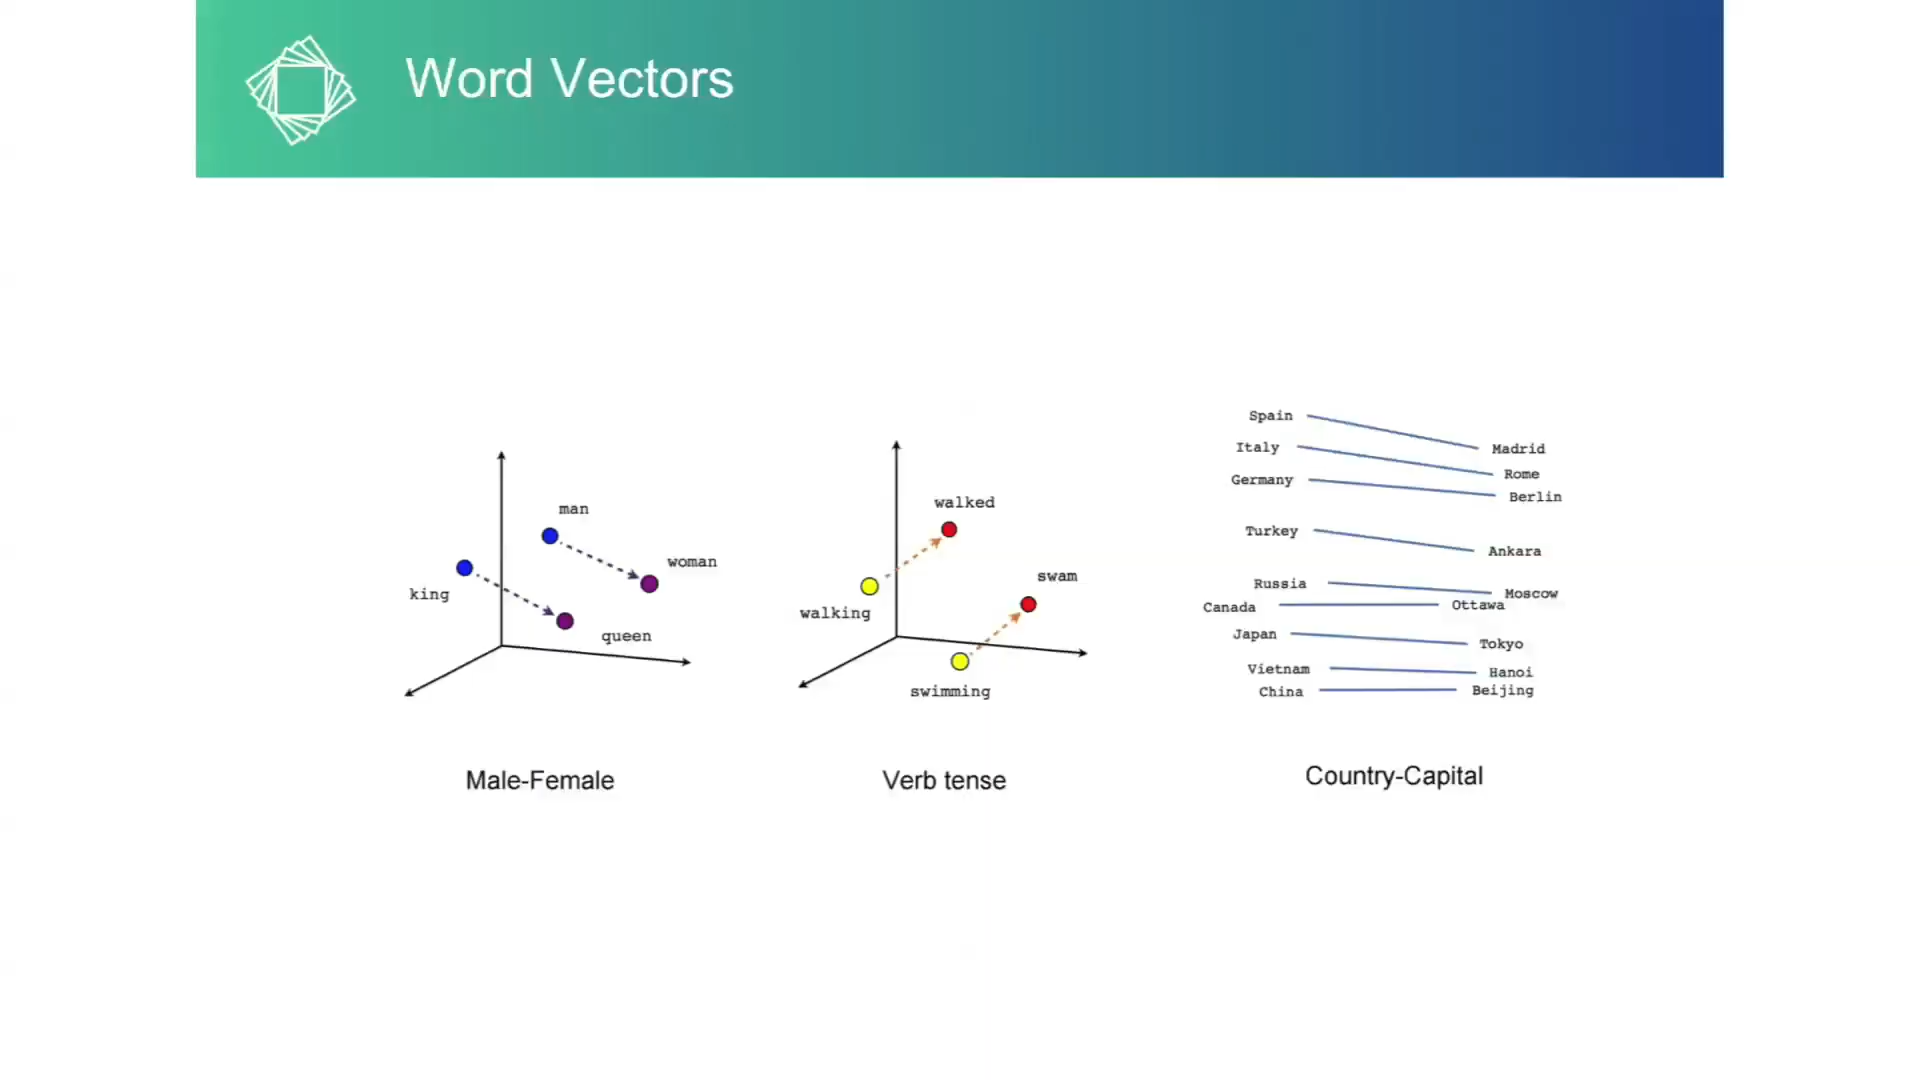 Word Vectors
man
woman
king
queen
Male-Female
walked
swam
walking
swimming
Verb tense
Spain Madrid
Italy Rome
Germany Berlin
Turkey Ankara
Russia Moscow
Canada Ottawa
Japan Tokyo
Vietnam Hanoi
China Beijing
Country-Capital